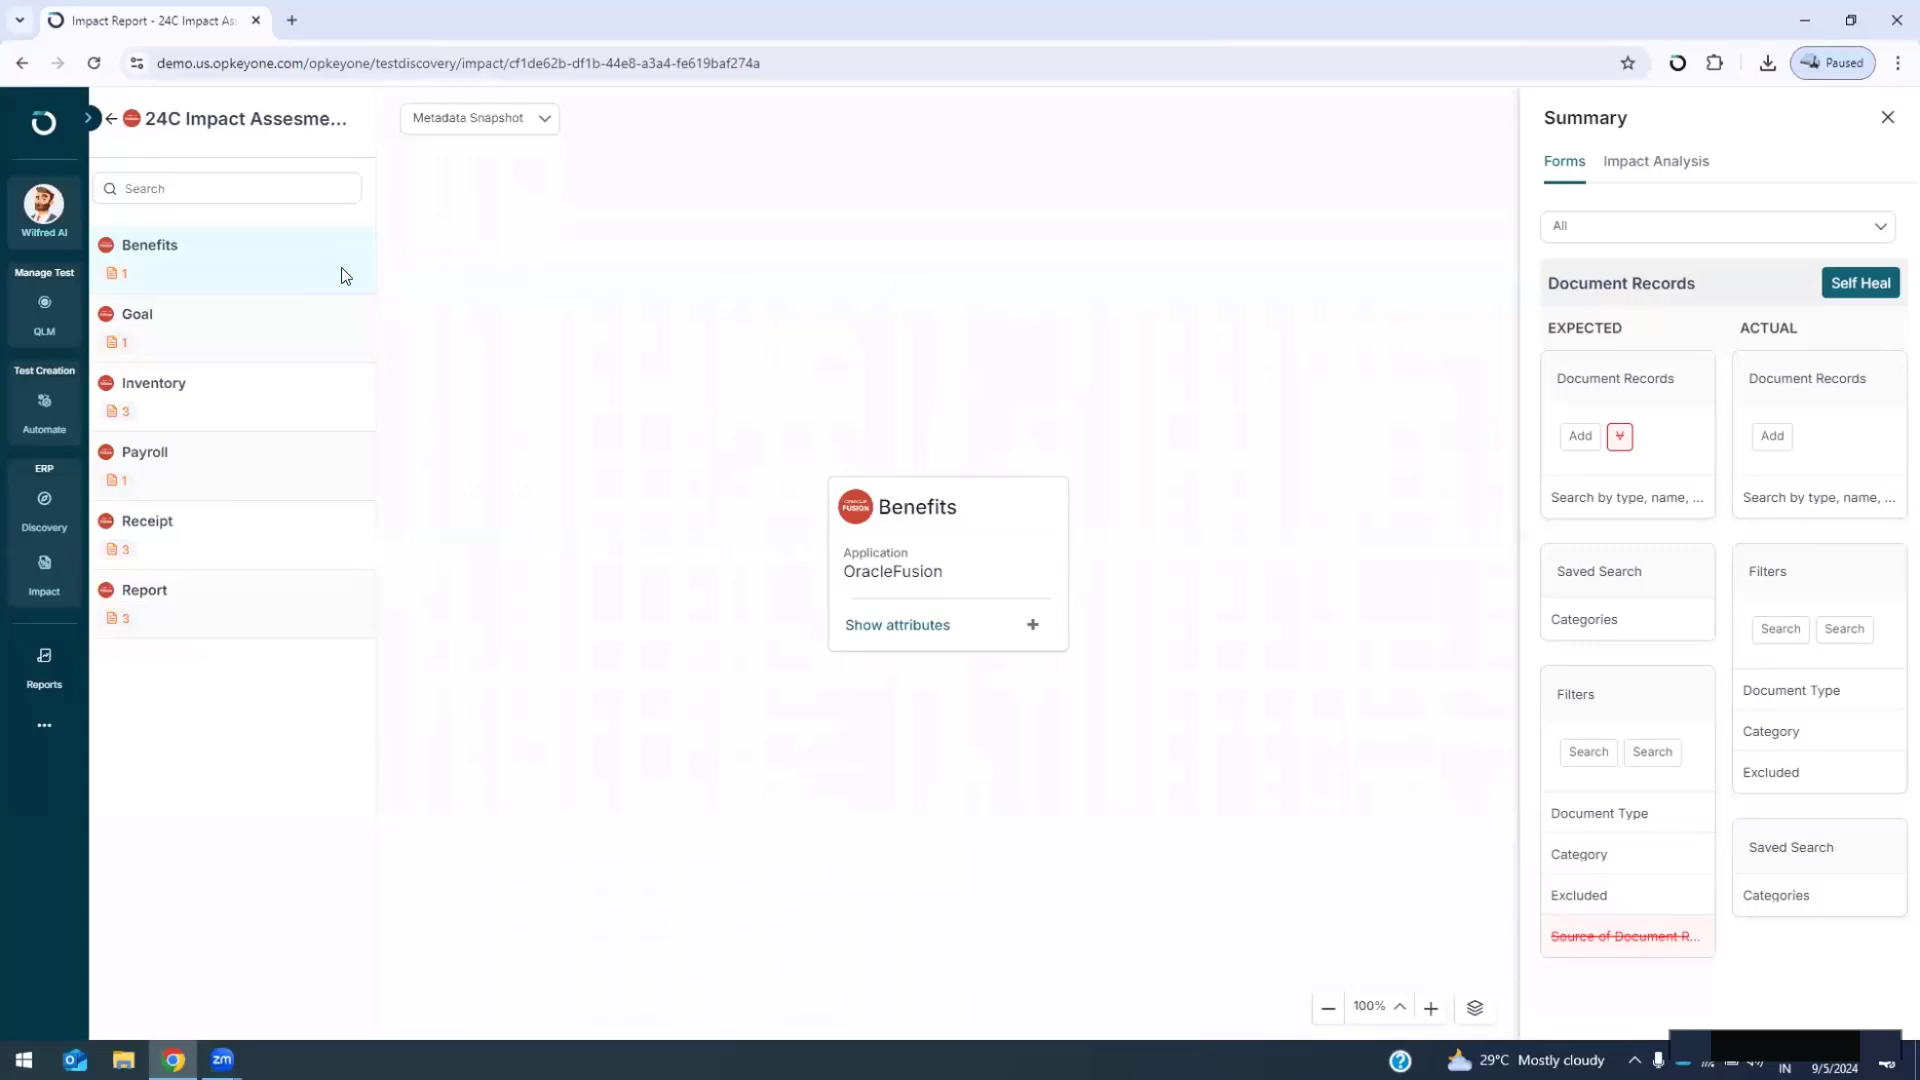 Impact Report - 24C Impact As
demo.us.opkeyone.com/opkeyone/testdiscovery/impact/cf1de62b-df1b-44e8-a3a4-fe619baf274a
Paused
24C Impact Assesme...
Search
Wilfred AI
Manage Test
QLM
Test Creation
Automate
ERP
Discovery
Impact
Reports
Benefits
1
Goal
1
Inventory
3
Payroll
1
Receipt
3
Report
3
Metadata Snapshot
ORACLE
FUSION
Benefits
Application
OracleFusion
Show attributes
100%
Summary
Forms
Impact Analysis
All
Document Records
Self Heal
EXPECTED
Document Records
Add
Search by type, name, ...
Saved Search
Categories
Filters
Search Search
Document Type
Category
Excluded
Source of Document R...
ACTUAL
Document Records
Add
Search by type, name, ...
Filters
Search Search
Document Type
Category
Excluded
Saved Search
Categories
zm
29°C Mostly cloudy
IN
9/5/2024